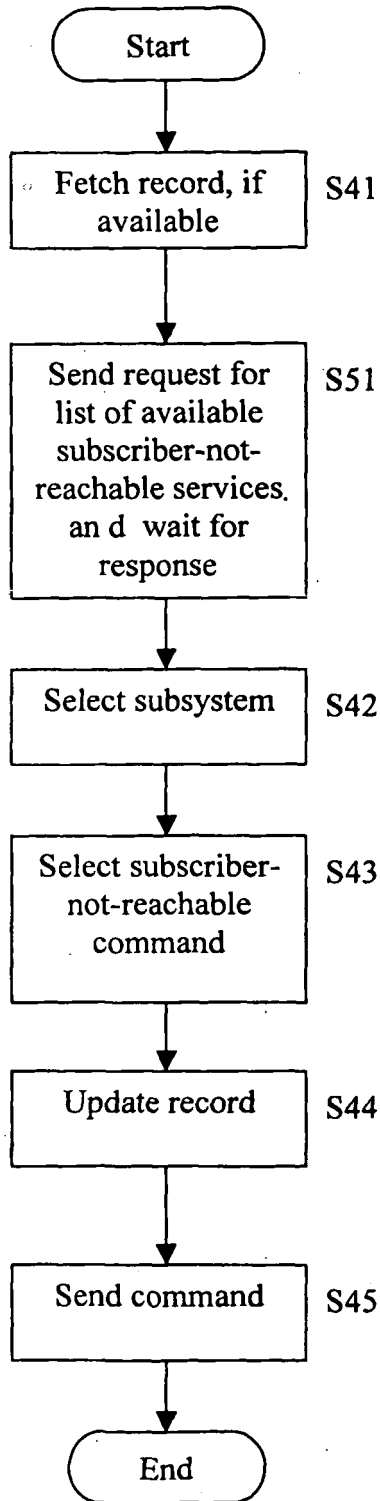 Start
Fetch record, if
available
S41
Send request for
list of available
subscriber-not-
reachable services.
an d wait for
response
S51
Select subsystem
S42
Select subscriber-
not-reachable
command
S43
Update record
S44
Send command
S45
End